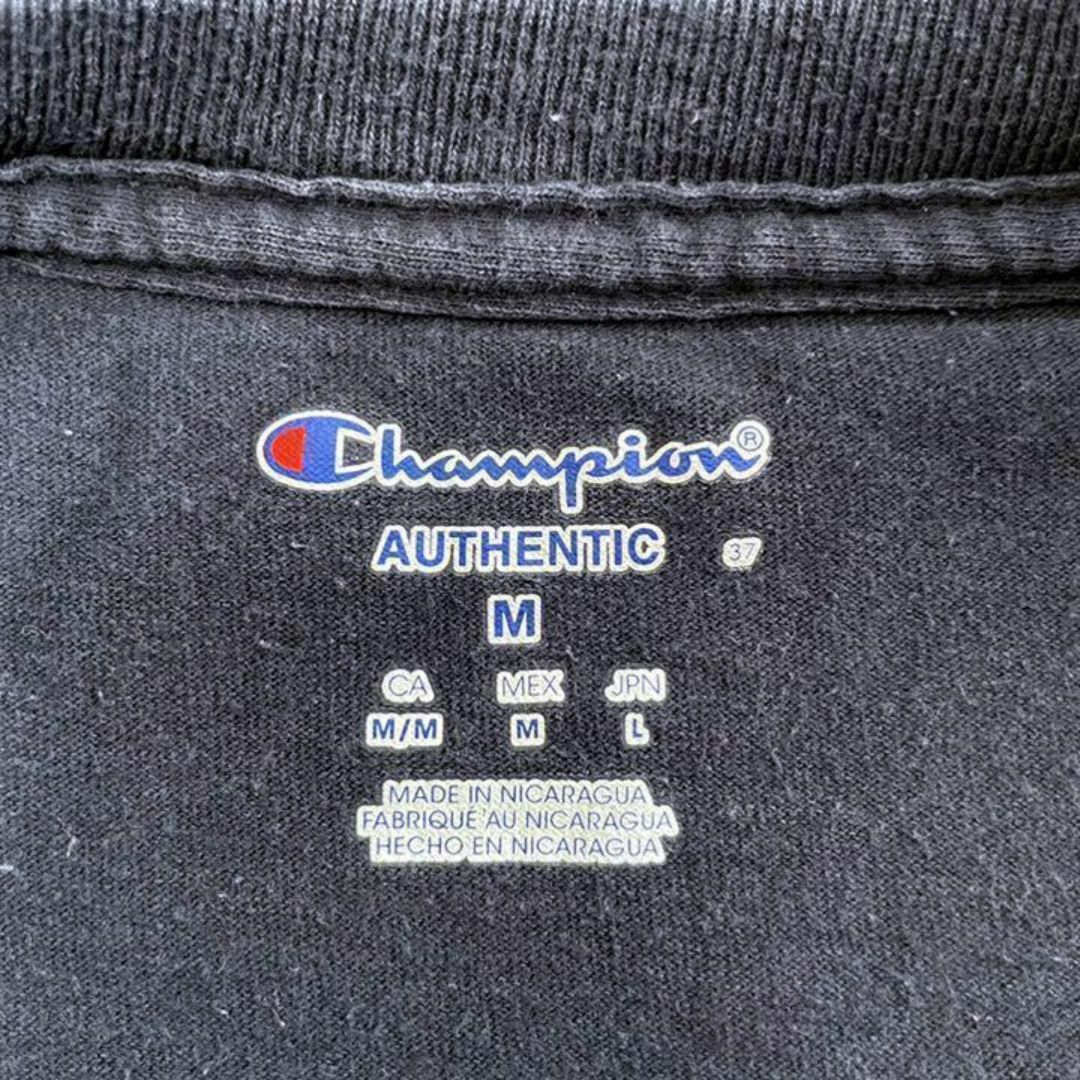 Champion®
AUTHENTIC 37
M
CA MEX JPN
M/M M L
MADE IN NICARAGUA
FABRIQUÉ AU NICARAGUA
HECHO EN NICARAGUA